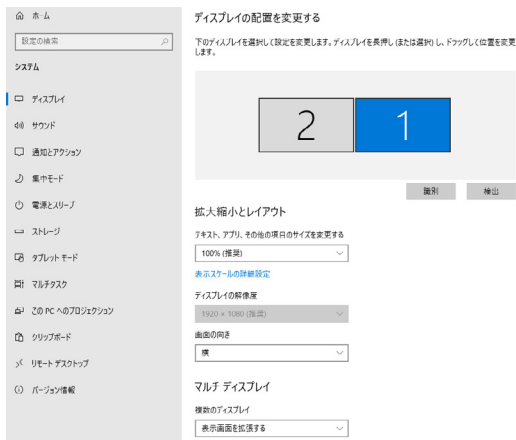 ホーム
設定の検索
システム
ディスプレイ
サウンド
通知とアクション
集中モード
電源とスリープ
ストレージ
タブレット モード
マルチタスク
この PC へのプロジェクション
クリップボード
リモート デスクトップ
バージョン情報
ディスプレイの配置を変更する
下のディスプレイを選択して設定を変更します。ディスプレイを長押し (または選択) し、ドラッグして位置を変更
します。
2
1
識別
検出
拡大縮小とレイアウト
テキスト、アプリ、その他の項目のサイズを変更する
100% (推奨)
表示スケールの詳細設定
ディスプレイの解像度
1920 × 1080 (推奨)
画面の向き
横
マルチ ディスプレイ
複数のディスプレイ
表示画面を拡張する